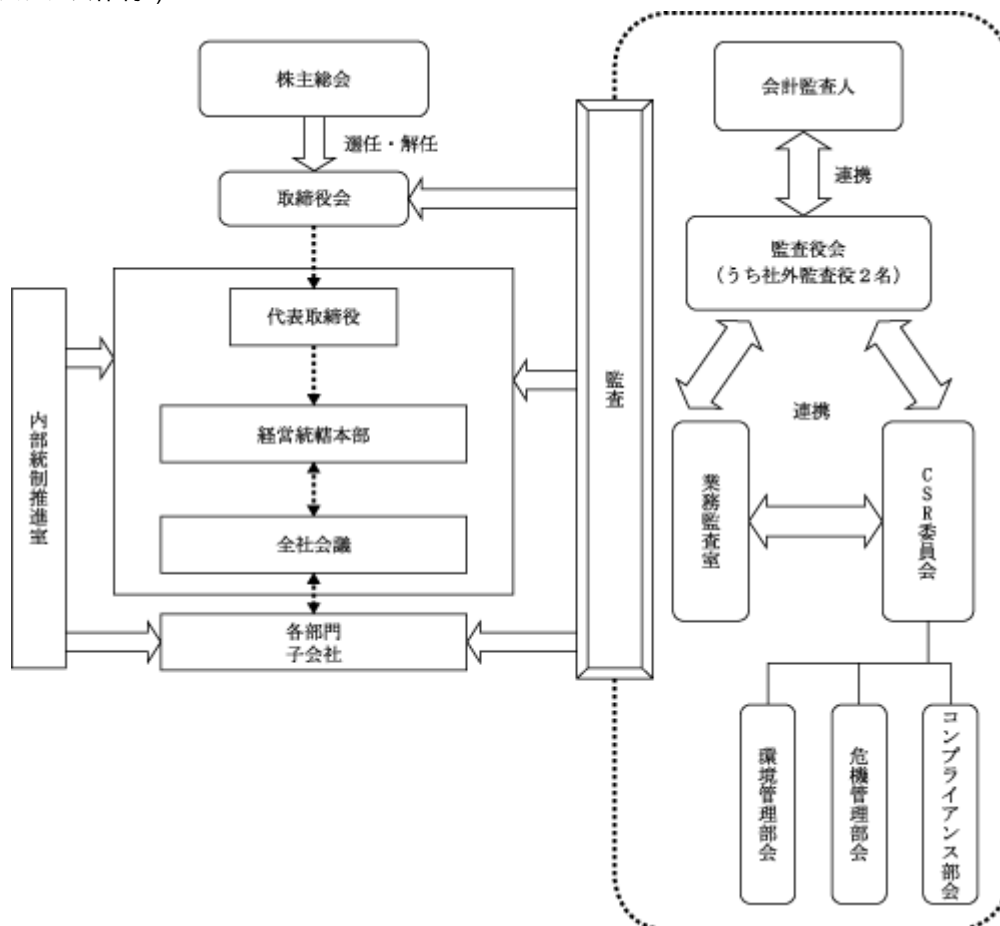 株主総会
選任・解任
取締役会
代表取締役
経営統轄本部
全社会議
各部門
子会社
内部統制推進室
監査
会計監査人
連携
監査役会
（うち社外監査役２名）
連携
業務監査室
CSR委員会
環境管理部会
危機管理部会
コンプライアンス部会